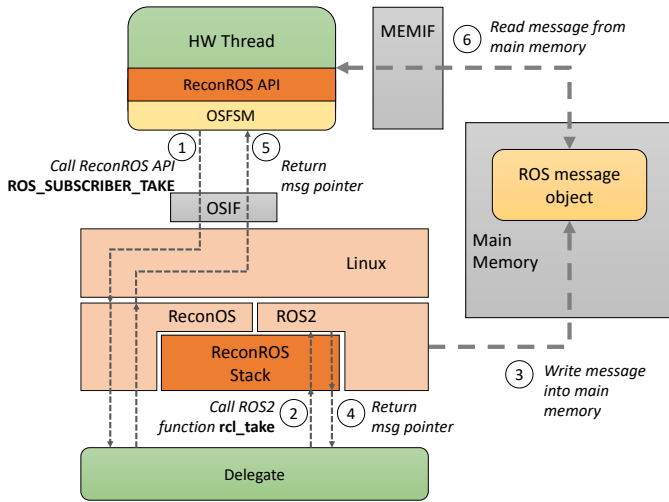 HW Thread
ReconROS API
OSFSM
MEMIF
6
Read message from
main memory
1
5
Call ReconROS API
ROS_SUBSCRIBER_TAKE
Return
msg pointer
OSIF
ROS message
object
Main
Memory
Linux
ReconOS
ROS2
ReconROS
Stack
3
Write message
into main
memory
Call ROS2
function rcl_take
2
4
Return
msg pointer
Delegate